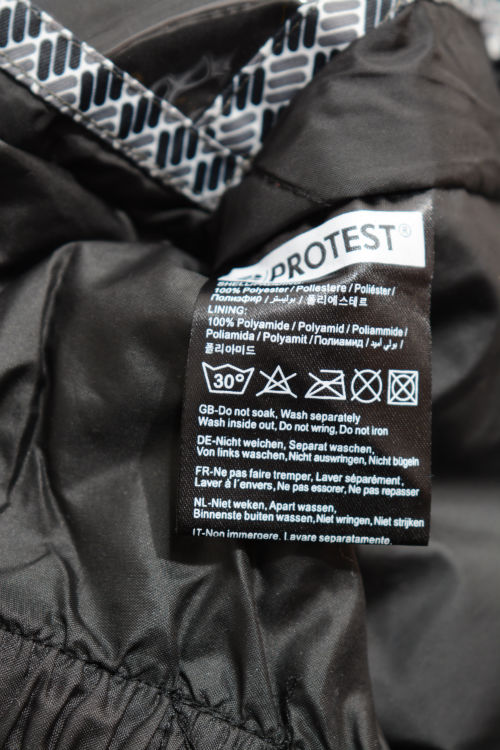 PROTEST®
100% Polyester / Poliestere / Poliéster /
Полиэфир / بوليستر / 폴리에스테르
LINING:
100% Polyamide / Polyamid / Poliammide /
Poliamida / Polyamit / Полиамид / بولي أميد /
폴리아미드
30°
GB-Do not soak, Wash separately
Wash inside out, Do not wring, Do not iron
DE-Nicht weichen, Separat waschen,
Von links waschen, Nicht auswringen, Nicht bügeln
FR-Ne pas faire tremper, Laver séparément,
Laver à l´envers, Ne pas essorer, Ne pas repasser
NL-Niet weken, Apart wassen,
Binnenste buiten wassen, Niet wringen, Niet strijken
IT-Non immergere, Lavare separatamente,